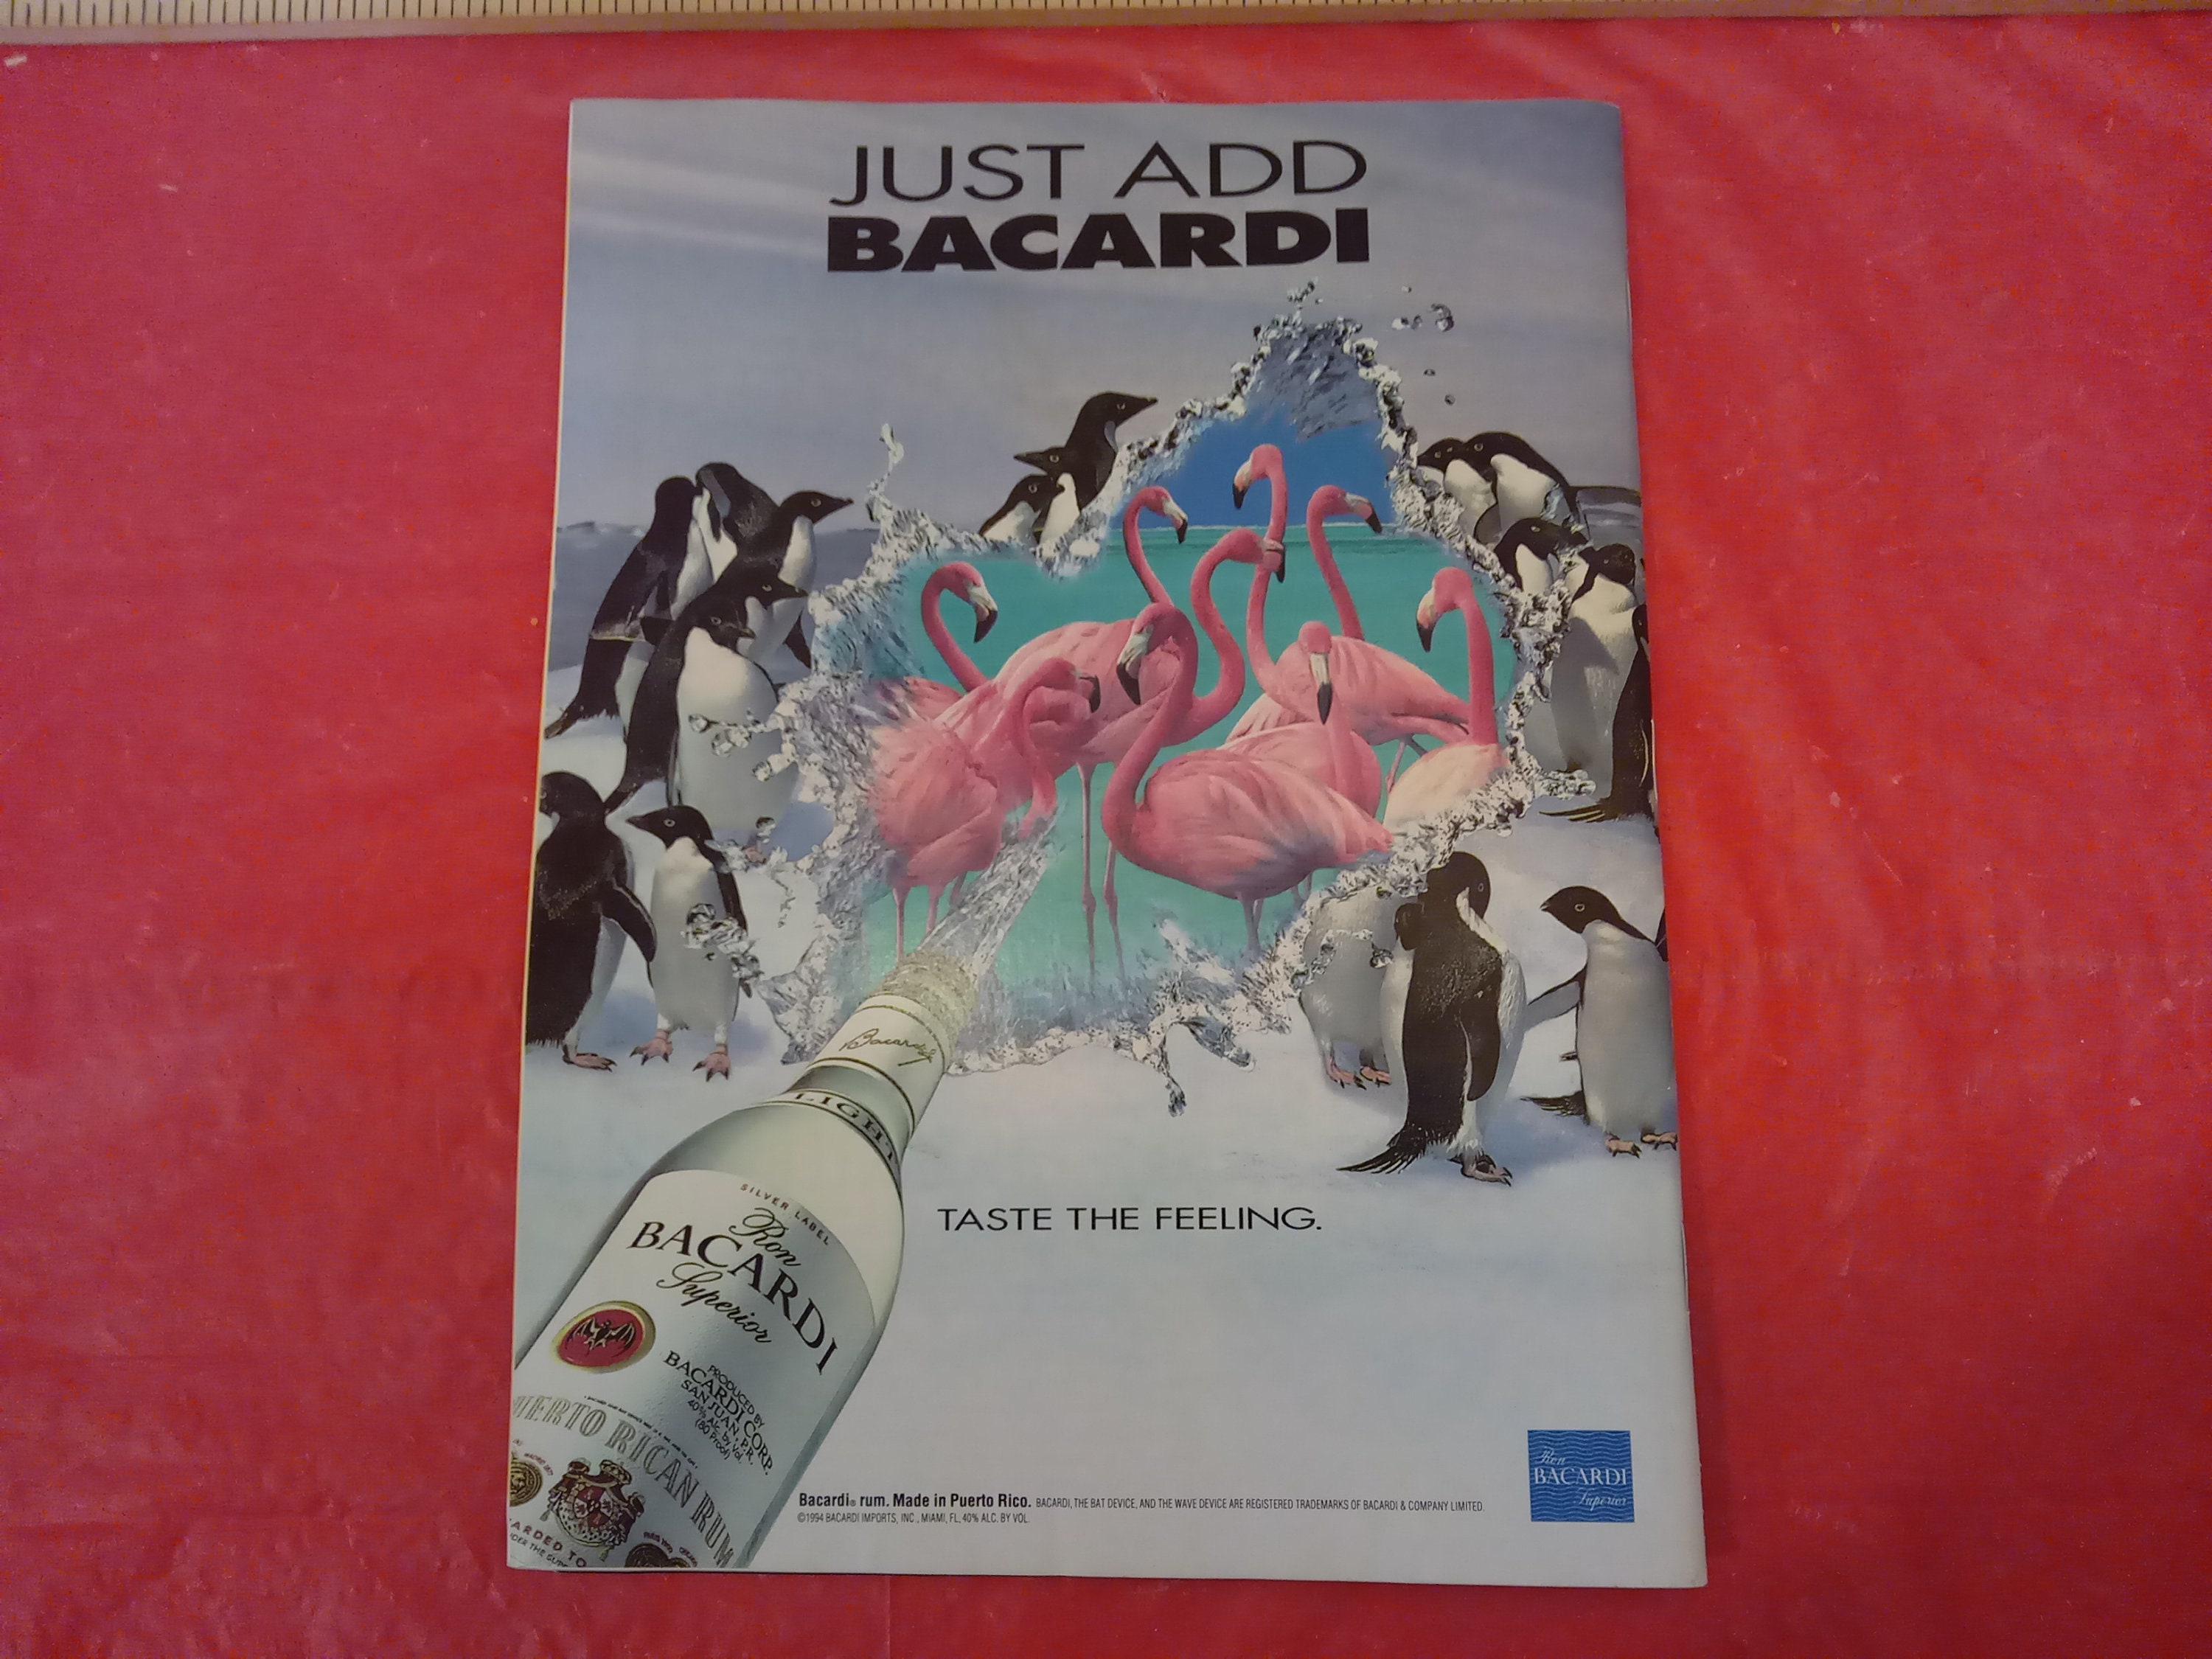 JUST ADD
BACARDI
Bacardi
LIGHT
SILVER LABEL
Ron
BACARDI
Superior
PRODUCED BY
BACARDI CORP.
SAN JUAN, P.R.
40% Alc. by Vol.
(80 Proof)
RICAN RUM
TASTE THE FEELING.
Bacardi® rum. Made in Puerto Rico. BACARDI, THE BAT DEVICE, AND THE WAVE DEVICE ARE REGISTERED TRADEMARKS OF BACARDI & COMPANY LIMITED.
©1994 BACARDI IMPORTS, INC., MIAMI, FL, 40% ALC. BY VOL.
Ron
BACARDI
Superior